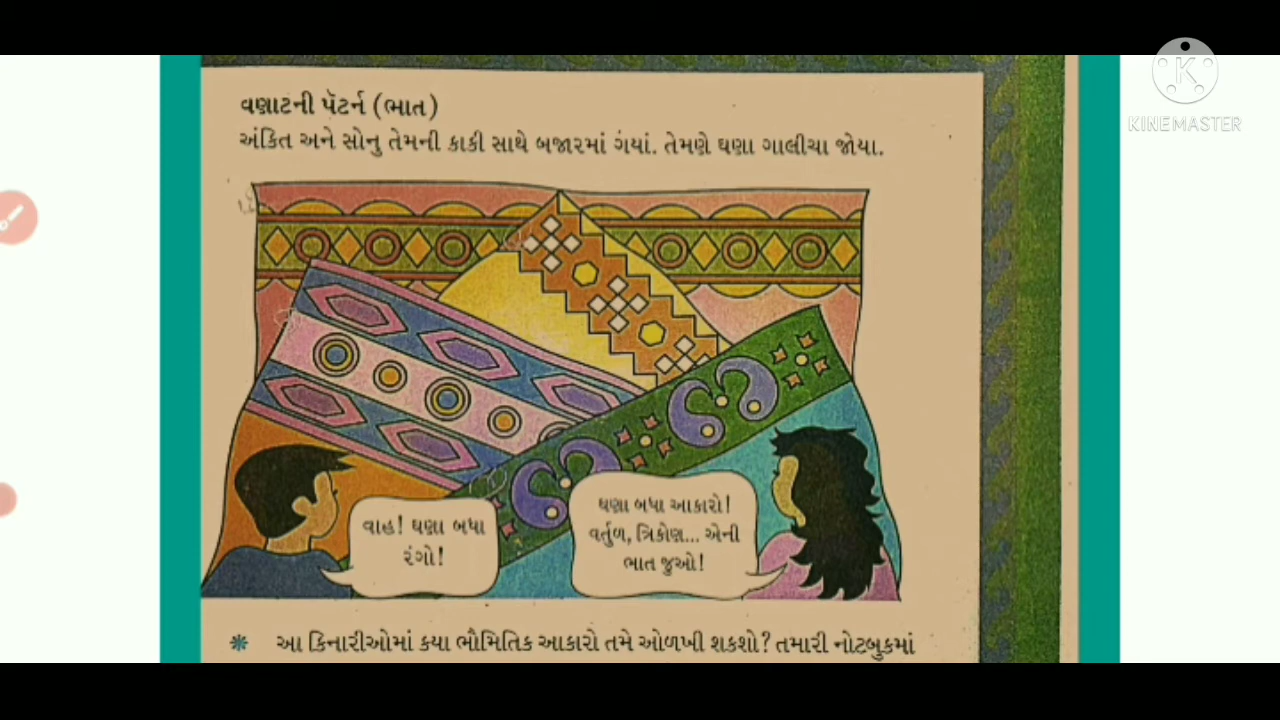 KINEMASTER
વણાટની પૅટર્ન (ભાત)
અંકિત અને સોનુ તેમની કાકી સાથે બજારમાં ગયાં. તેમણે ઘણા ગાલીચા જોયા.
વાહ! ઘણા બધા
રંગો!
ઘણા બધા આકારો!
વર્તુળ, ત્રિકોણ... એની
ભાત જુઓ!
* આ કિનારીઓમાં કયા ભૌમિતિક આકારો તમે ઓળખી શકશો? તમારી નોટબુકમાં